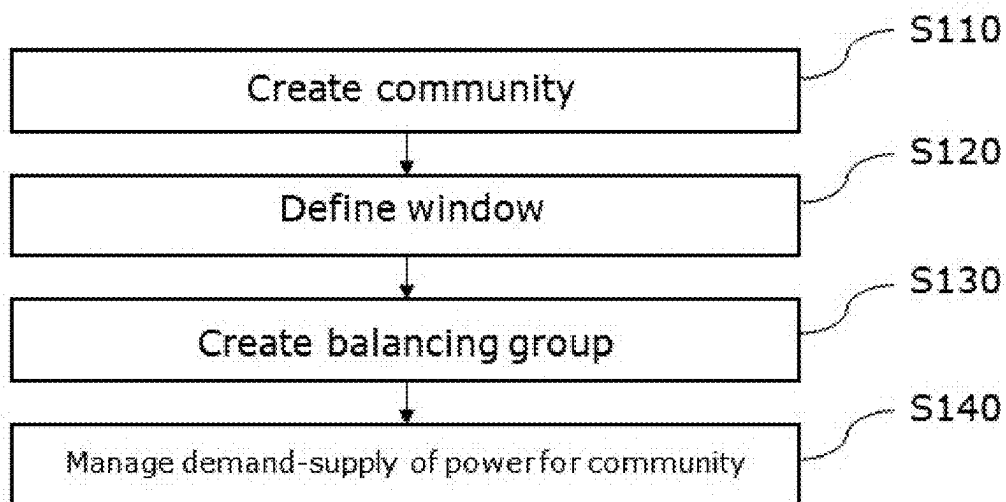 S110
Create community
S120
Define window
S130
Create balancing group
S140
Manage demand-supply of power for community